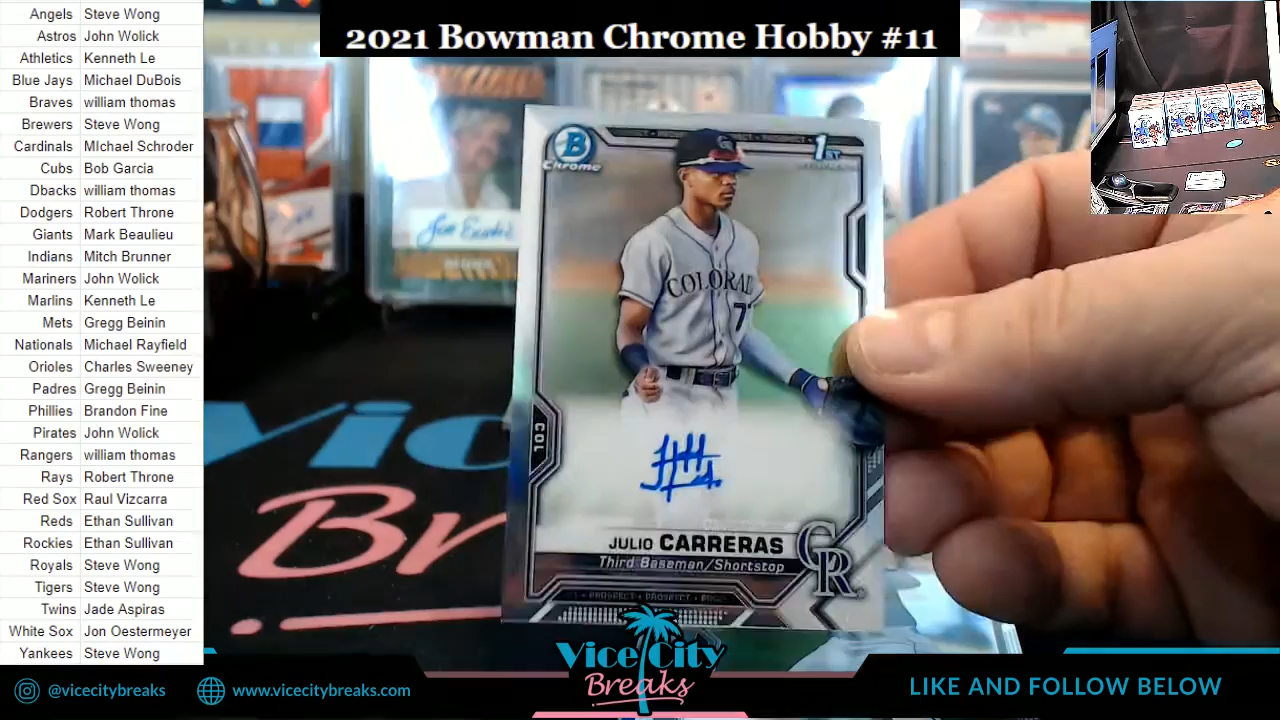 2021 Bowman Chrome Hobby #11
Angels Steve Wong
Astros John Wolick
Athletics Kenneth Le
Blue Jays Michael DuBois
Braves william thomas
Brewers Steve Wong
Cardinals MIchael Schroder
Cubs Bob Garcia
Dbacks william thomas
Dodgers Robert Throne
Giants Mark Beaulieu
Indians Mitch Brunner
Mariners John Wolick
Marlins Kenneth Le
Mets Gregg Beinin
Nationals Michael Rayfield
Orioles Charles Sweeney
Padres Gregg Beinin
Phillies Brandon Fine
Pirates John Wolick
Rangers william thomas
Rays Robert Throne
Red Sox Raul Vizcarra
Reds Ethan Sullivan
Rockies Ethan Sullivan
Royals Steve Wong
Tigers Steve Wong
Twins Jade Aspiras
White Sox Jon Oestermeyer
Yankees Steve Wong
B
Chrome
1ST
COL
JULIO CARRERAS
Third Baseman/Shortstop
CR
PROSPECT • PROSPECT
Vice City
Breaks
@vicecitybreaks
www.vicecitybreaks.com
LIKE AND FOLLOW BELOW